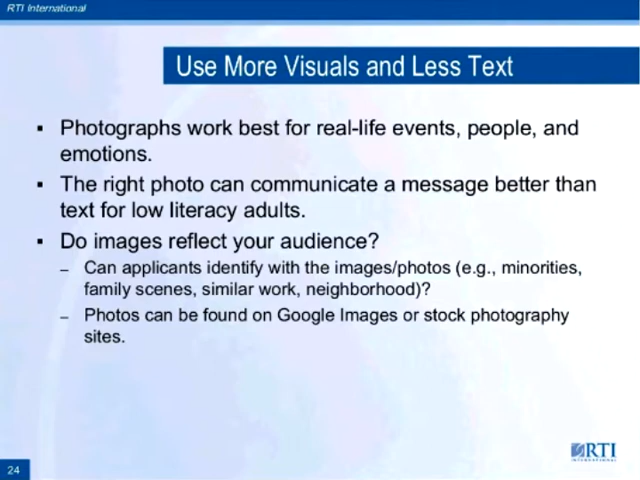 RTI International
Use More Visuals and Less Text
▪ Photographs work best for real-life events, people, and
emotions.
▪ The right photo can communicate a message better than
text for low literacy adults.
▪ Do images reflect your audience?
– Can applicants identify with the images/photos (e.g., minorities,
family scenes, similar work, neighborhood)?
– Photos can be found on Google Images or stock photography
sites.
RTI
INTERNATIONAL
24